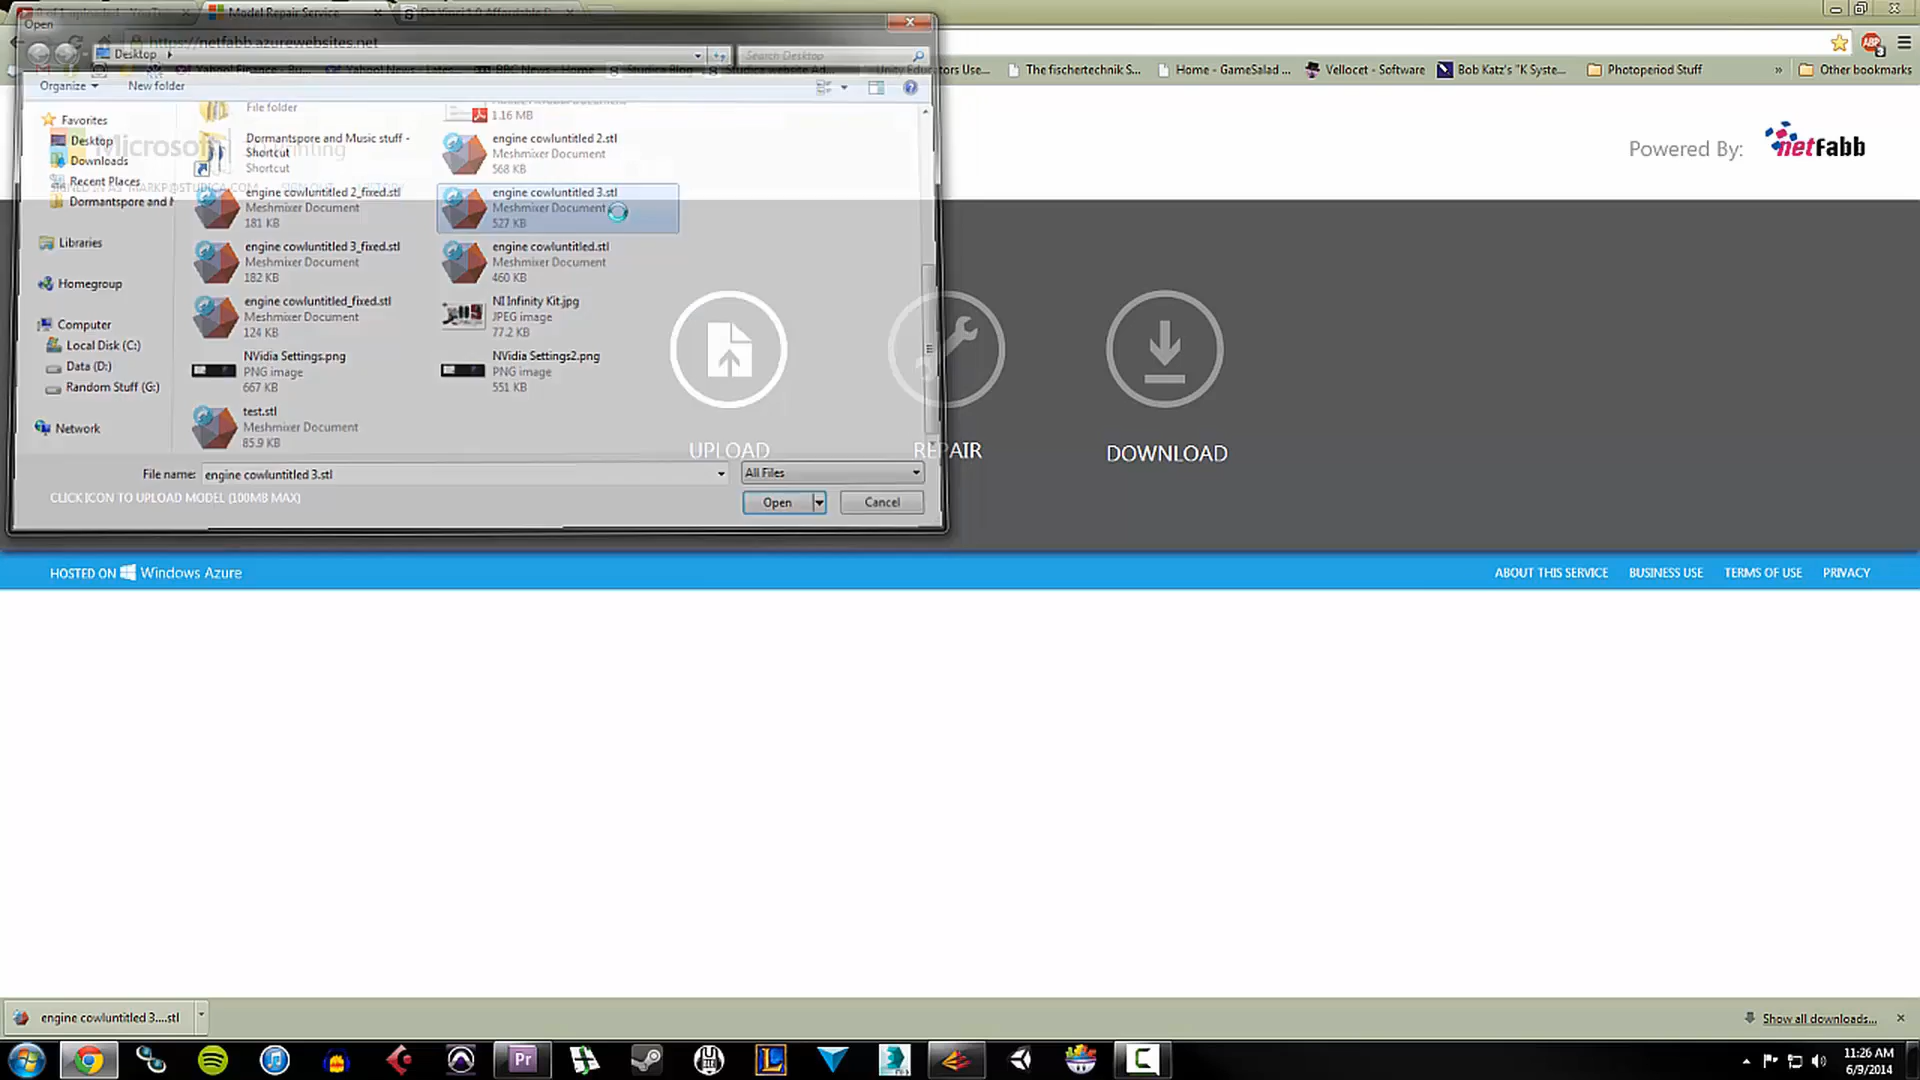 Open
Model Repair Service
https://netfabb.azurewebsites.net
Desktop
Search Desktop
Unity Educators Use...
The fischertechnik S...
Home - GameSalad ...
Vellocet - Software
Bob Katz's "K Syste...
Photoperiod Stuff
»
Other bookmarks
Organize
New folder
Microsoft
Printing
Powered By:
netfabb
Favorites
Desktop
Downloads
Recent Places
Dormantspore and M
Libraries
Homegroup
Computer
Local Disk (C:)
Data (D:)
Random Stuff (G:)
Network
File folder
1.16 MB
Dormantspore and Music stuff -
Shortcut
Shortcut
engine cowluntitled 2.stl
Meshmixer Document
568 KB
engine cowluntitled 2_fixed.stl
Meshmixer Document
181 KB
engine cowluntitled 3.stl
Meshmixer Document
527 KB
engine cowluntitled 3_fixed.stl
Meshmixer Document
182 KB
engine cowluntitled.stl
Meshmixer Document
460 KB
engine cowluntitled_fixed.stl
Meshmixer Document
124 KB
NI Infinity Kit.jpg
JPEG image
77.2 KB
NVidia Settings.png
PNG image
667 KB
NVidia Settings2.png
PNG image
551 KB
test.stl
Meshmixer Document
85.9 KB
UPLOAD
REPAIR
DOWNLOAD
File name:
engine cowluntitled 3.stl
All Files
CLICK ICON TO UPLOAD MODEL (100MB MAX)
Open
Cancel
HOSTED ON Windows Azure
ABOUT THIS SERVICE
BUSINESS USE
TERMS OF USE
PRIVACY
engine cowluntitled 3....stl
Show all downloads...
11:26 AM
6/9/2014